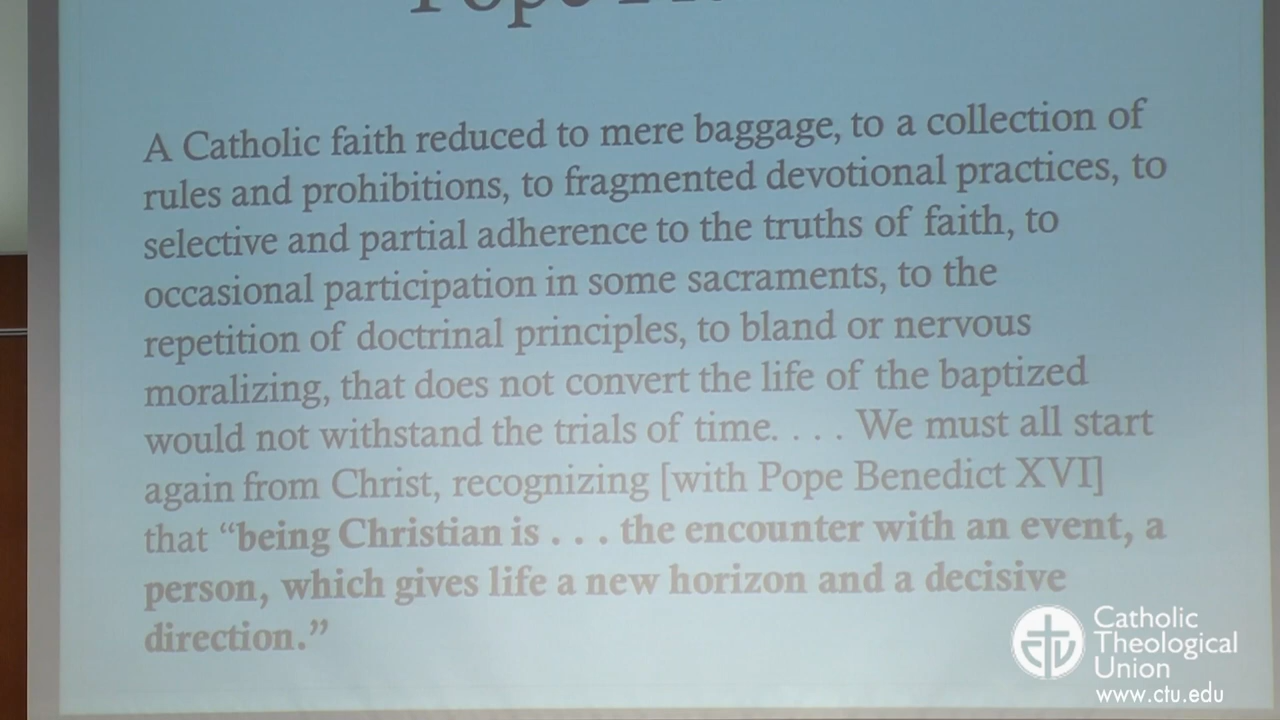 Pope
A Catholic faith reduced to mere baggage, to a collection of
rules and prohibitions, to fragmented devotional practices, to
selective and partial adherence to the truths of faith, to
occasional participation in some sacraments, to the
repetition of doctrinal principles, to bland or nervous
moralizing, that does not convert the life of the baptized
would not withstand the trials of time. . . . We must all start
again from Christ, recognizing [with Pope Benedict XVI]
that “being Christian is . . . the encounter with an event, a
person, which gives life a new horizon and a decisive
direction.”
Catholic
Theological
Union
www.ctu.edu